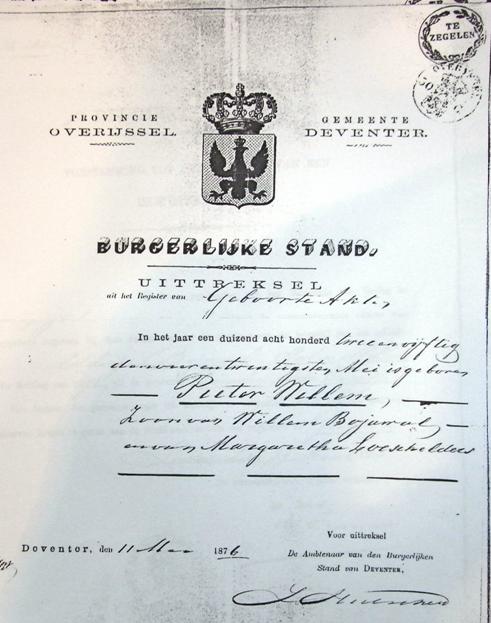 TE
ZEGELEN
PROVINCIE
OVERIJSSEL.
GEMEENTE
DEVENTER.
BURGERLIJKE STAND.
UITTREKSEL
uit het Register van Geboorte Akten
In het jaar een duizend acht honderd tweeenvijftig
den vierentwintigsten Mei is geboren
Pieter Willem,
Zoon van Willem Bojawal,
en van Margaretha
Deventer, den 11 Mei 1876
Voor uittreksel
De Ambtenaar van den Burgerlijken
Stand van DEVENTER,